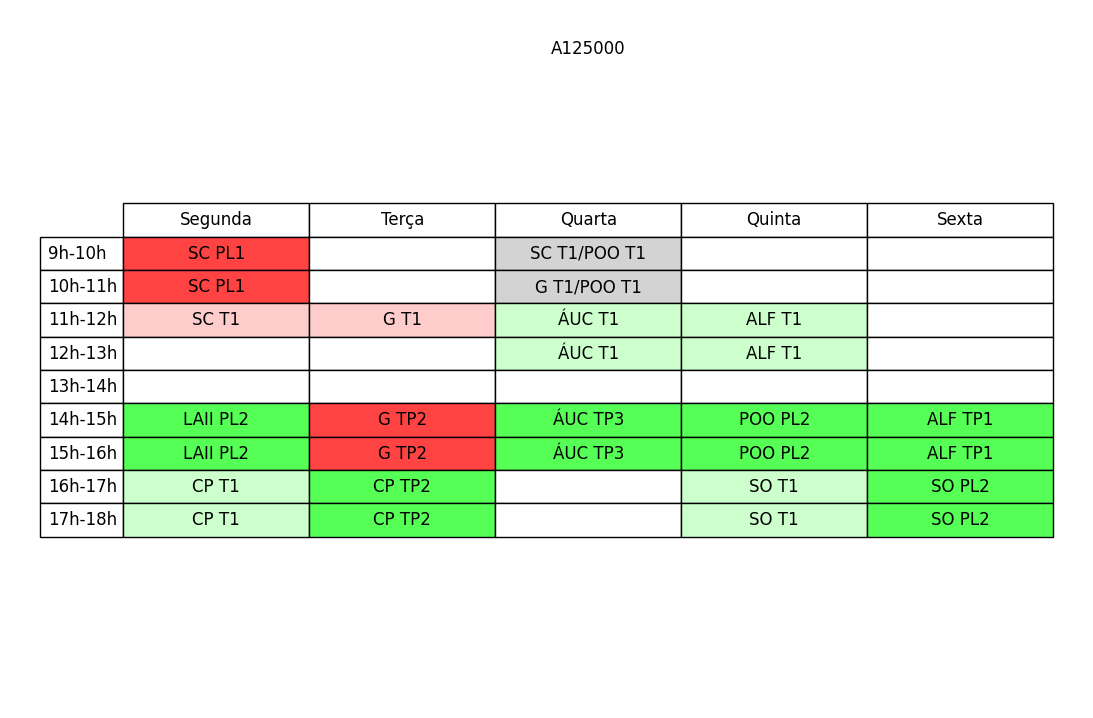 A125000
Segunda Terça Quarta Quinta Sexta
9h-10h SC PL1 SC T1/POO T1
10h-11h SC PL1 G T1/POO T1
11h-12h SC T1 G T1 ÁUC T1 ALF T1
12h-13h ÁUC T1 ALF T1
13h-14h
14h-15h LAII PL2 G TP2 ÁUC TP3 POO PL2 ALF TP1
15h-16h LAII PL2 G TP2 ÁUC TP3 POO PL2 ALF TP1
16h-17h CP T1 CP TP2 SO T1 SO PL2
17h-18h CP T1 CP TP2 SO T1 SO PL2